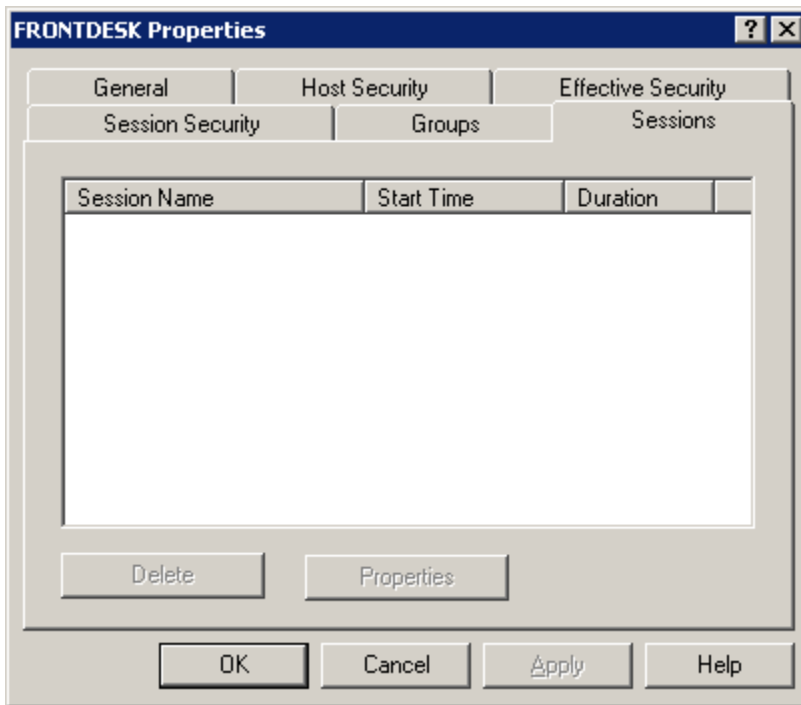 FRONTDESK Properties
General Host Security Effective Security
Session Security Groups Sessions
Session Name Start Time Duration
Delete Properties
OK Cancel Apply Help